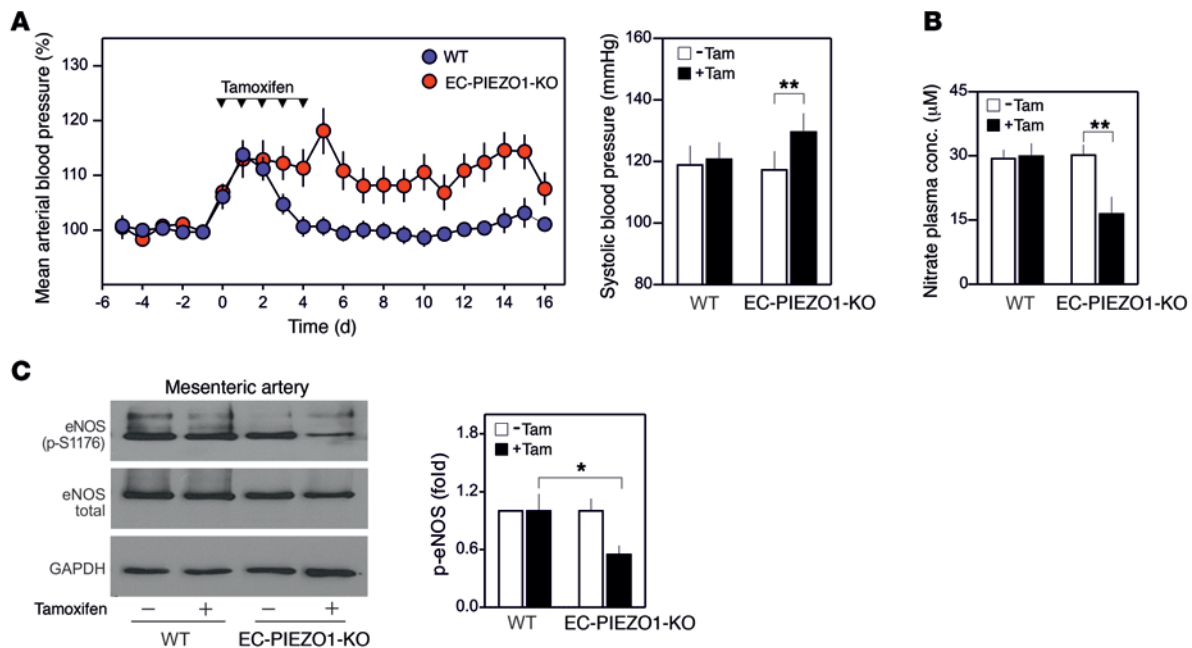 A
Mean arterial blood pressure (%)
130
120
110
100
Tamoxifen
WT
EC-PIEZO1-KO
-6 -4 -2 0 2 4 6 8 10 12 14 16
Time (d)
Systolic blood pressure (mmHg)
160
140
120
100
80
-Tam
+Tam
**
WT EC-PIEZO1-KO
B
Nitrate plasma conc. (μM)
45
30
15
0
-Tam
+Tam
**
WT EC-PIEZO1-KO
C
Mesenteric artery
eNOS
(p-S1176)
eNOS
total
GAPDH
Tamoxifen − + − +
WT EC-PIEZO1-KO
p-eNOS (fold)
1.8
1.2
0.6
0.0
-Tam
+Tam
*
WT EC-PIEZO1-KO